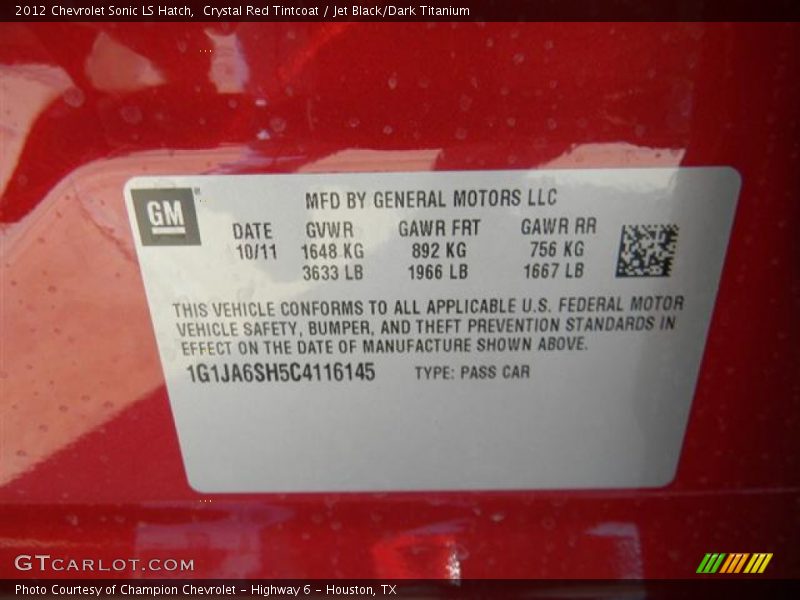 2012 Chevrolet Sonic LS Hatch,  Crystal Red Tintcoat / Jet Black/Dark Titanium
GM
MFD BY GENERAL MOTORS LLC
DATE GVWR GAWR FRT GAWR RR
10/11 1648 KG 892 KG 756 KG
3633 LB 1966 LB 1667 LB
THIS VEHICLE CONFORMS TO ALL APPLICABLE U.S. FEDERAL MOTOR
VEHICLE SAFETY, BUMPER, AND THEFT PREVENTION STANDARDS IN
EFFECT ON THE DATE OF MANUFACTURE SHOWN ABOVE.
1G1JA6SH5C4116145 TYPE: PASS CAR
GTCARLOT.COM
Photo Courtesy of Champion Chevrolet - Highway 6 - Houston, TX